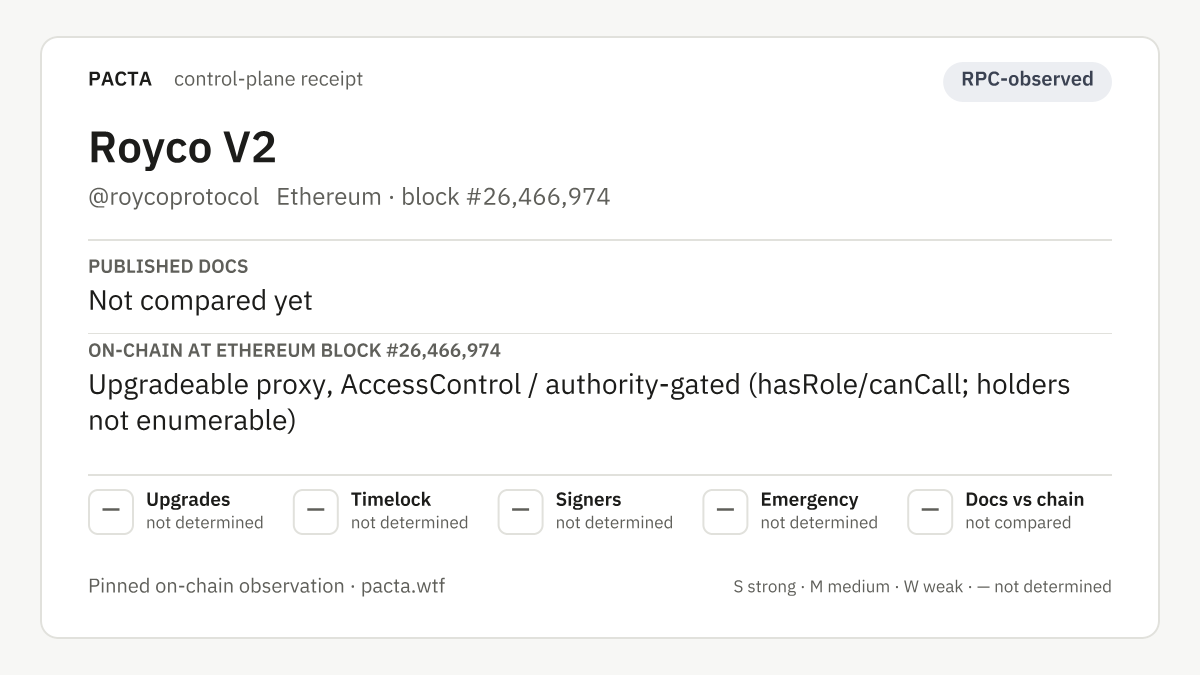 PACTA control-plane receipt
RPC-observed
Royco V2
@roycoprotocol Ethereum · block #26,466,974
PUBLISHED DOCS
Not compared yet
ON-CHAIN AT ETHEREUM BLOCK #26,466,974
Upgradeable proxy, AccessControl / authority-gated (hasRole/canCall; holders
not enumerable)
— Upgrades
not determined
— Timelock
not determined
— Signers
not determined
— Emergency
not determined
— Docs vs chain
not compared
Pinned on-chain observation · pacta.wtf
S strong · M medium · W weak · — not determined